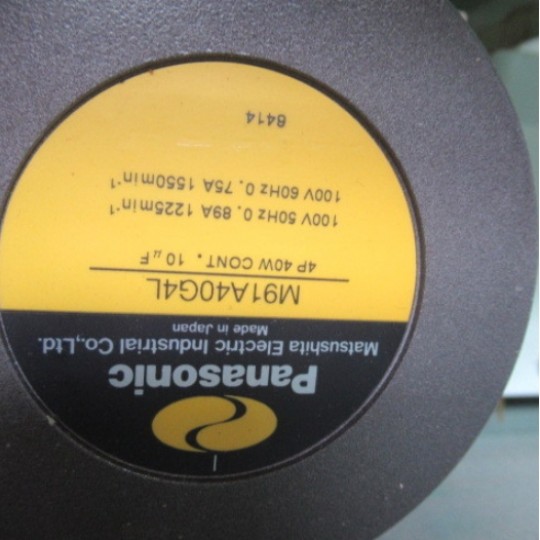 Panasonic
Matsushita Electric Industrial Co.,Ltd.
Made in Japan
M91A40G4L
4P 40W CONT. 10μF
100V 50Hz 0.89A 1225min⁻¹
100V 60Hz 0.75A 1550min⁻¹
8414